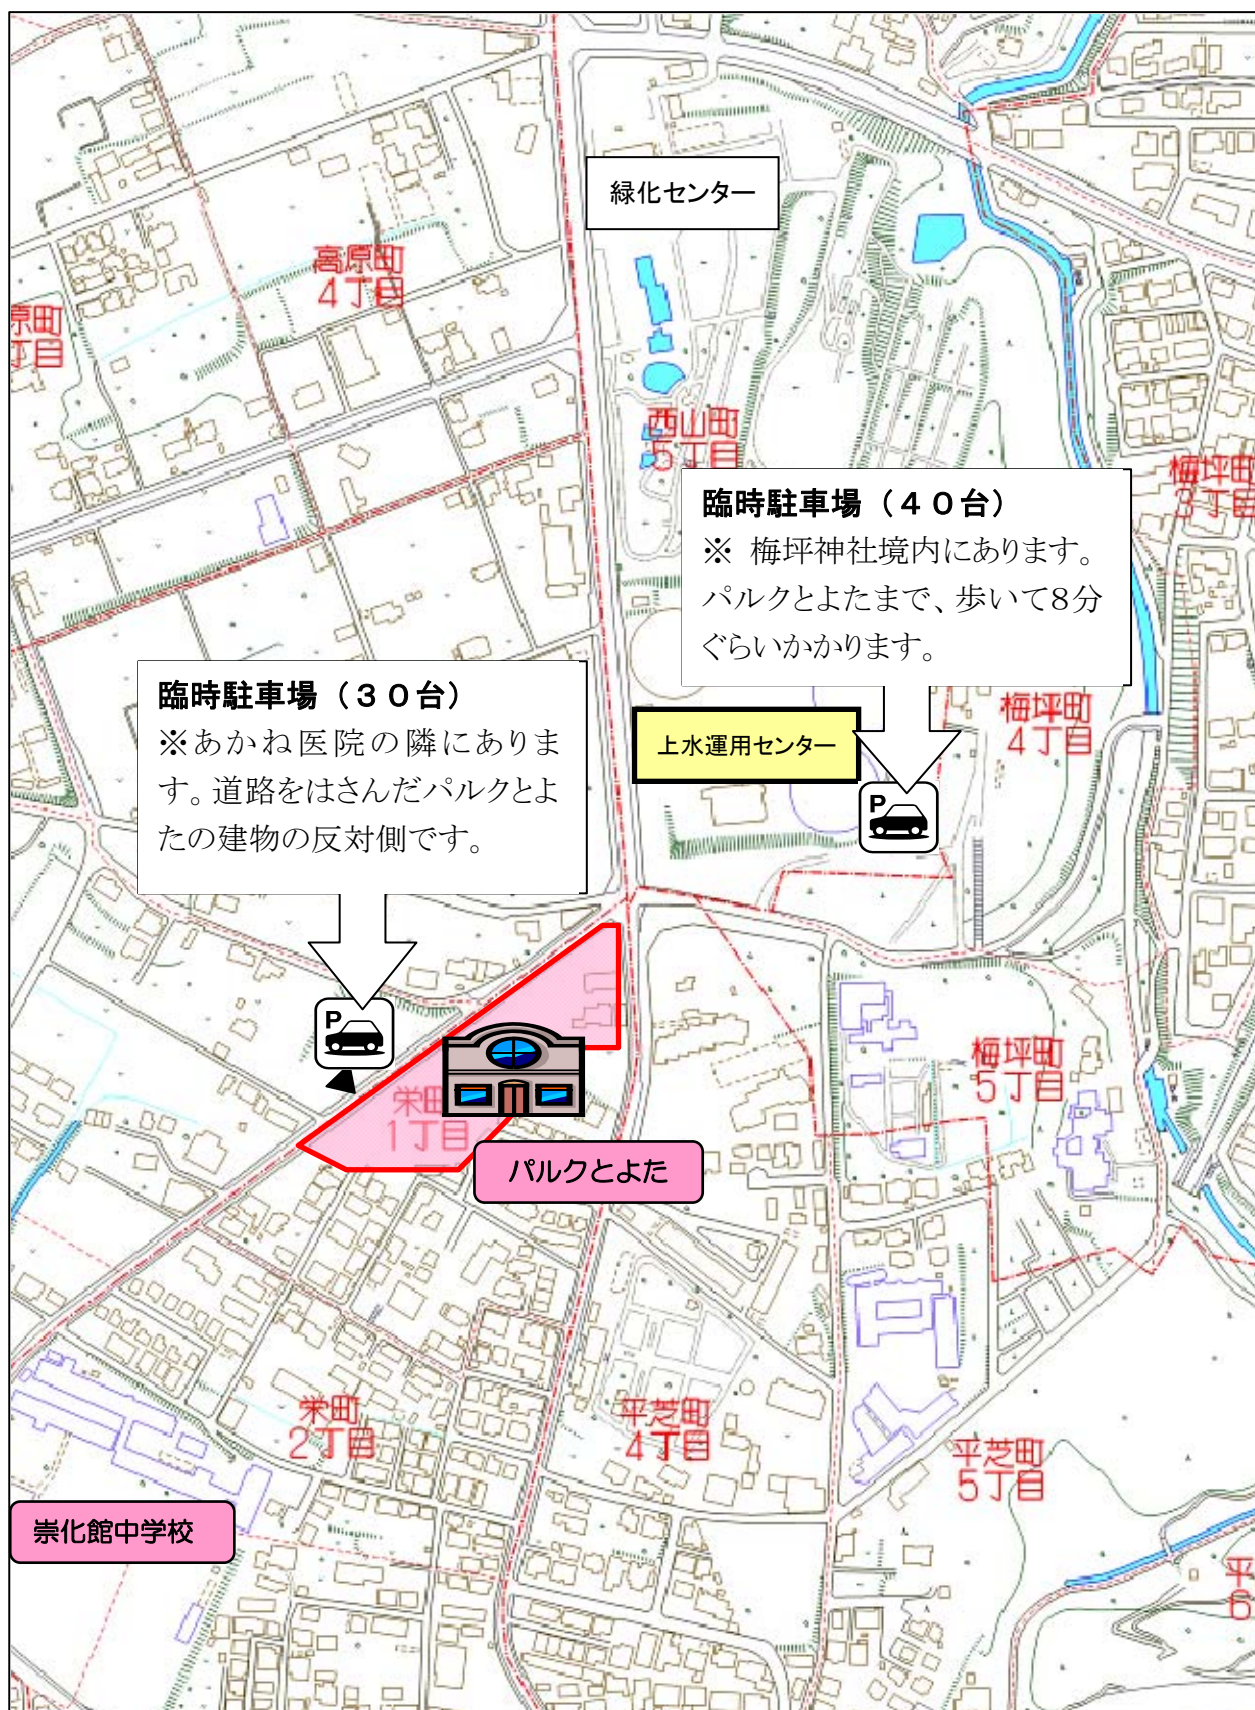 緑化センター
高原町
4丁目
原町
丁目
西山町
5丁目
梅坪町
3丁目
臨時駐車場（４０台）
※ 梅坪神社境内にあります。
パルクとよたまで、歩いて8分
ぐらいかかります。
臨時駐車場（３０台）
※あかね医院の隣にありま
す。道路をはさんだパルクとよ
たの建物の反対側です。
梅坪町
4丁目
上水運用センター
P
P
梅坪町
5丁目
栄町
1丁目
パルクとよた
栄町
2丁目
平芝町
4丁目
平芝町
5丁目
崇化館中学校
平
6